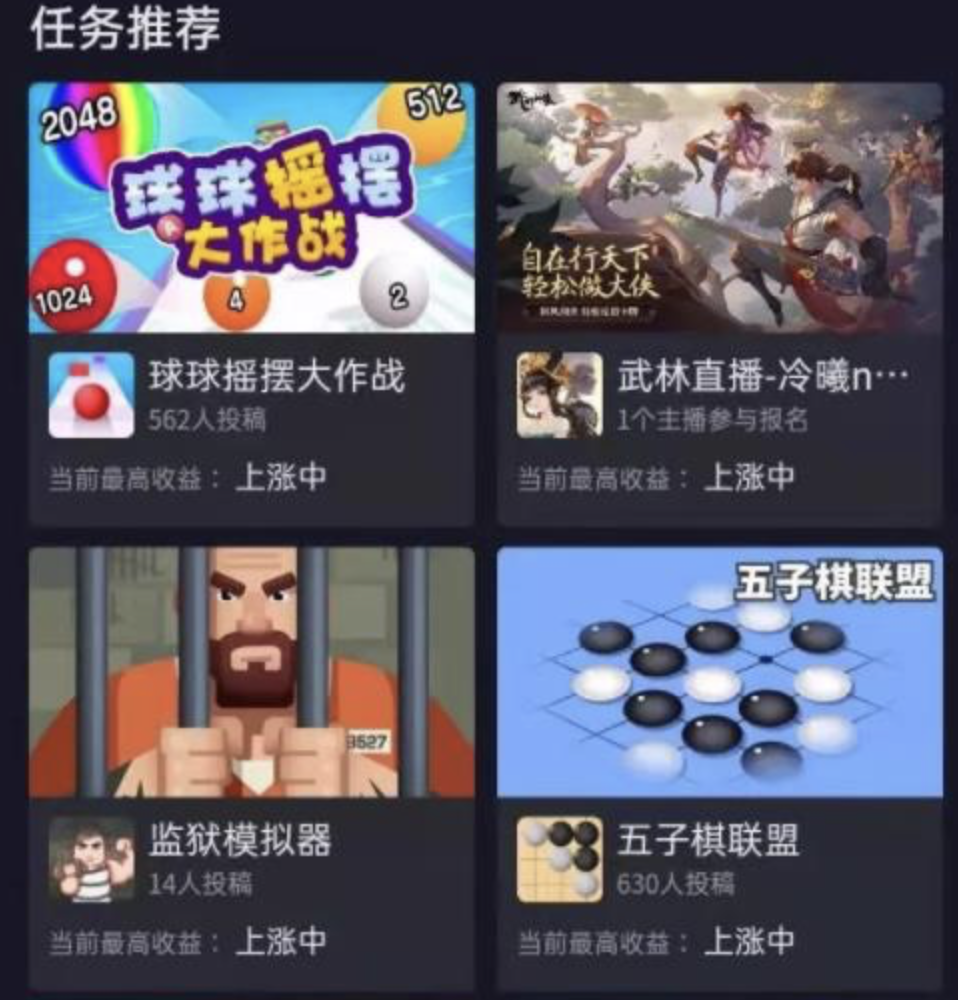 任务推荐
2048
512
球球摇摆
大作战
1024
4
2
自在行天下
轻松做大侠
球球摇摆大作战
562人投稿
当前最高收益：上涨中
武林直播-冷曦n…
1个主播参与报名
当前最高收益：上涨中
3527
五子棋联盟
监狱模拟器
14人投稿
当前最高收益：上涨中
五子棋联盟
630人投稿
当前最高收益：上涨中